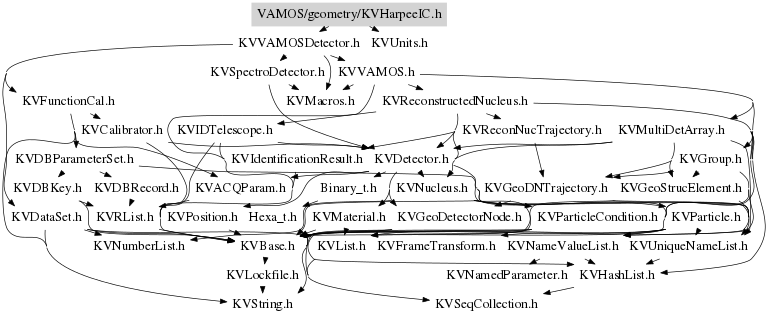 VAMOS/geometry/KVHarpeeIC.h
KVVAMOSDetector.h KVUnits.h
KVSpectroDetector.h KVVAMOS.h
KVFunctionCal.h KVMacros.h KVReconstructedNucleus.h
KVCalibrator.h KVIDTelescope.h KVReconNucTrajectory.h KVMultiDetArray.h
KVDBParameterSet.h KVIdentificationResult.h KVDetector.h KVGroup.h
KVDBKey.h KVDBRecord.h KVACQParam.h Binary_t.h KVNucleus.h KVGeoDNTrajectory.h KVGeoStrucElement.h
KVDataSet.h KVRList.h KVPosition.h Hexa_t.h KVMaterial.h KVGeoDetectorNode.h KVParticleCondition.h KVParticle.h
KVNumberList.h KVBase.h KVList.h KVFrameTransform.h KVNameValueList.h KVUniqueNameList.h
KVLockfile.h KVNamedParameter.h KVHashList.h
KVString.h KVSeqCollection.h